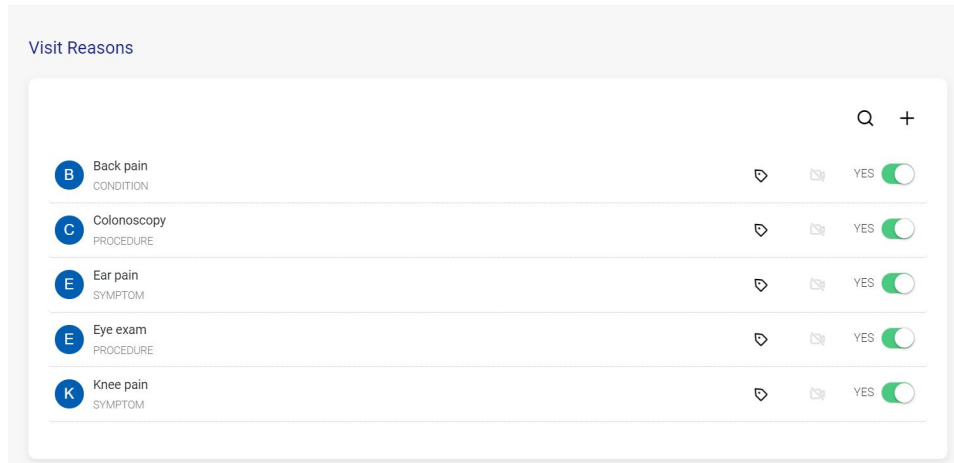 Visit Reasons
B Back pain YES
CONDITION
C Colonoscopy YES
PROCEDURE
E Ear pain YES
SYMPTOM
E Eye exam YES
PROCEDURE
K Knee pain YES
SYMPTOM